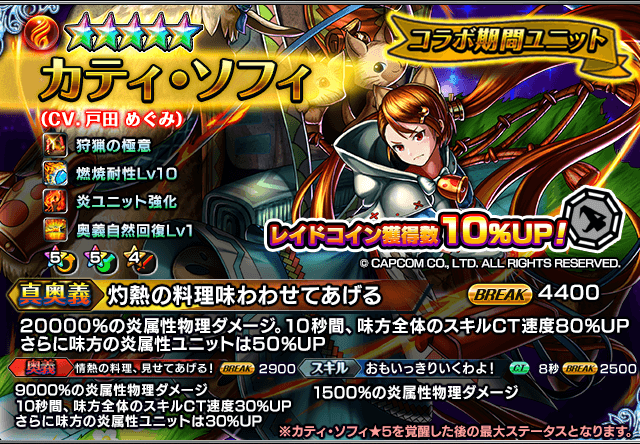 コラボ期間ユニット
カティ・ソフィ
(CV. 戸田 めぐみ)
狩猟の極意
燃焼耐性Lv10
炎ユニット強化
奥義自然回復Lv1
5 5 4
レイドコイン獲得数10%UP!
© CAPCOM CO., LTD. ALL RIGHTS RESERVED.
真奥義 灼熱の料理味わわせてあげる BREAK 4400
20000%の炎属性物理ダメージ。10秒間、味方全体のスキルCT速度80%UP
さらに味方の炎属性ユニットは50%UP
奥義 情熱の料理、見せてあげる! BREAK 2900
9000%の炎属性物理ダメージ
10秒間、味方全体のスキルCT速度30%UP
さらに味方の炎属性ユニットは30%UP
スキル おもいっきりいくわよ! CT 8秒 BREAK 2500
1500%の炎属性物理ダメージ
※カティ・ソフィ★5を覚醒した後の最大ステータスとなります。